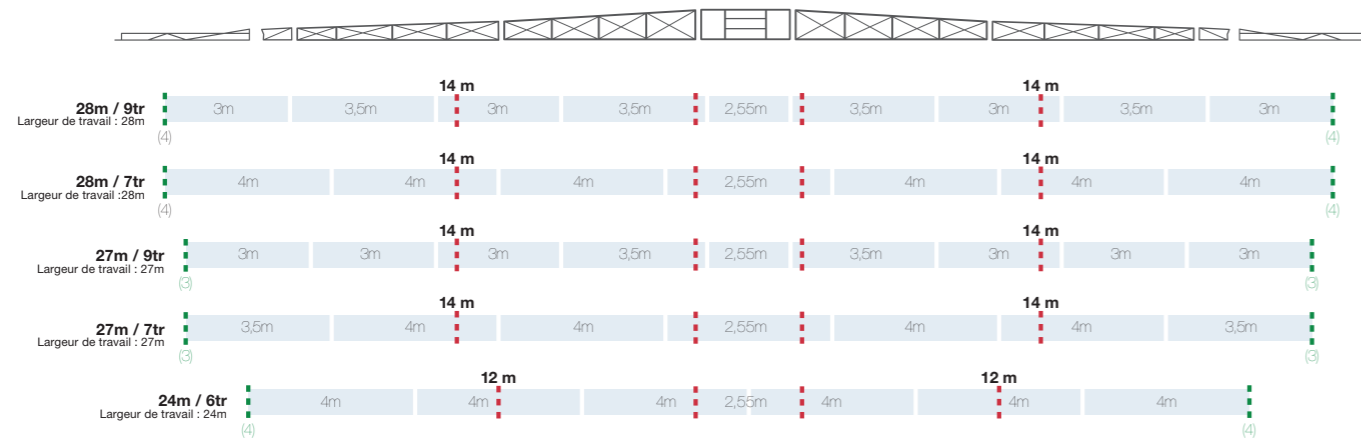 14 m 14 m
28m / 9tr 3m 3,5m 3m 3,5m 2,55m 3,5m 3m 3,5m 3m
Largeur de travail : 28m
(4) (4)
14 m 14 m
28m / 7tr 4m 4m 4m 2,55m 4m 4m 4m
Largeur de travail :28m
(4) (4)
14 m 14 m
27m / 9tr 3m 3m 3m 3,5m 2,55m 3,5m 3m 3m 3m
Largeur de travail : 27m
(3) (3)
14 m 14 m
27m / 7tr 3,5m 4m 4m 2,55m 4m 4m 3,5m
Largeur de travail : 27m
(3) (3)
12 m 12 m
24m / 6tr 4m 4m 4m 2,55m 4m 4m 4m
Largeur de travail : 24m
(4) (4)